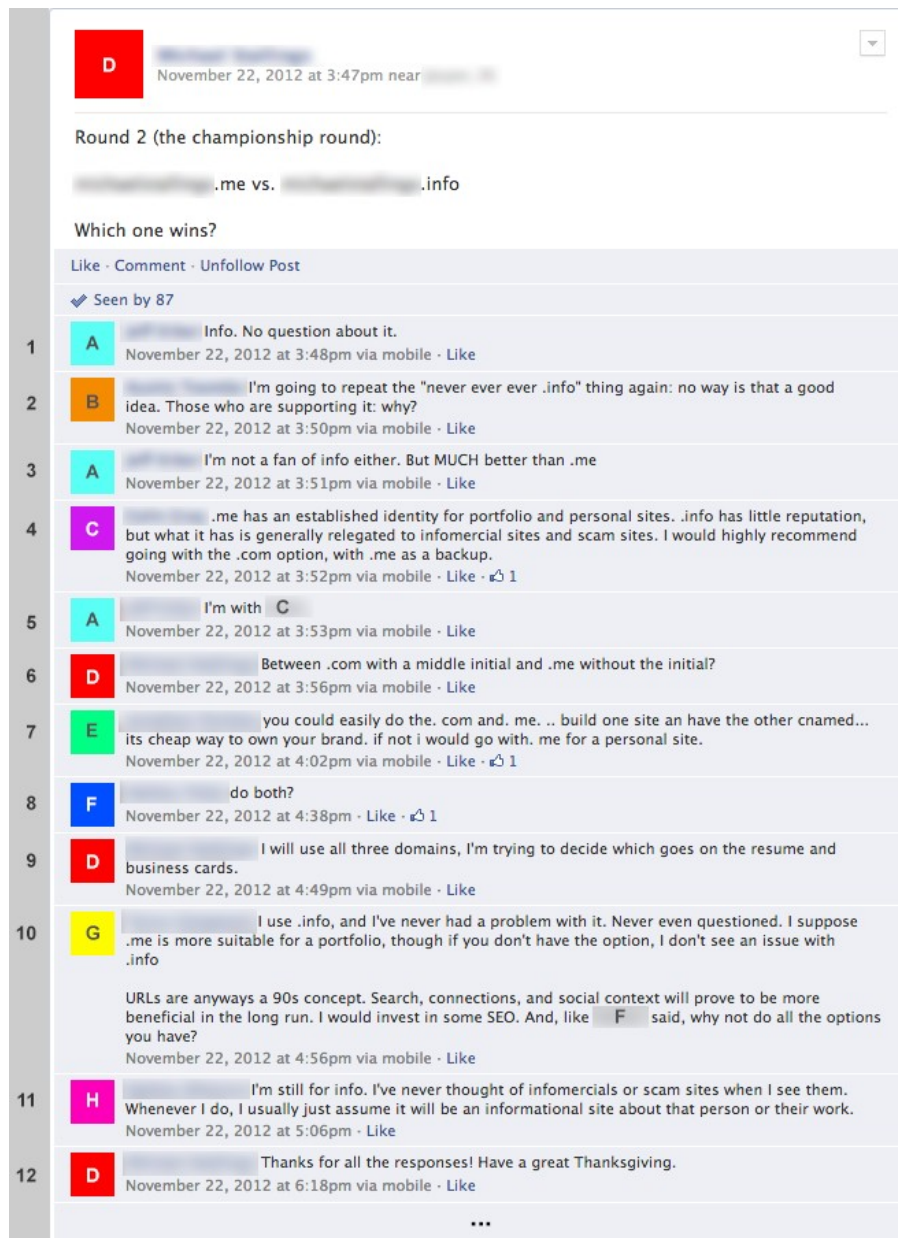 D
November 22, 2012 at 3:47pm near
Round 2 (the championship round):
.me vs. .info
Which one wins?
Like · Comment · Unfollow Post
Seen by 87
1
A
Info. No question about it.
November 22, 2012 at 3:48pm via mobile · Like
2
B
I'm going to repeat the "never ever ever .info" thing again: no way is that a good
idea. Those who are supporting it: why?
November 22, 2012 at 3:50pm via mobile · Like
3
A
I'm not a fan of info either. But MUCH better than .me
November 22, 2012 at 3:51pm via mobile · Like
4
C
.me has an established identity for portfolio and personal sites. .info has little reputation,
but what it has is generally relegated to infomercial sites and scam sites. I would highly recommend
going with the .com option, with .me as a backup.
November 22, 2012 at 3:52pm via mobile · Like · 1
5
A
I'm with C
November 22, 2012 at 3:53pm via mobile · Like
6
D
Between .com with a middle initial and .me without the initial?
November 22, 2012 at 3:56pm via mobile · Like
7
E
you could easily do the. com and. me. .. build one site an have the other cnamed...
its cheap way to own your brand. if not i would go with. me for a personal site.
November 22, 2012 at 4:02pm via mobile · Like · 1
8
F
do both?
November 22, 2012 at 4:38pm · Like · 1
9
D
I will use all three domains, I'm trying to decide which goes on the resume and
business cards.
November 22, 2012 at 4:49pm via mobile · Like
10
G
I use .info, and I've never had a problem with it. Never even questioned. I suppose
.me is more suitable for a portfolio, though if you don't have the option, I don't see an issue with
.info
URLs are anyways a 90s concept. Search, connections, and social context will prove to be more
beneficial in the long run. I would invest in some SEO. And, like F said, why not do all the options
you have?
November 22, 2012 at 4:56pm via mobile · Like
11
H
I'm still for info. I've never thought of infomercials or scam sites when I see them.
Whenever I do, I usually just assume it will be an informational site about that person or their work.
November 22, 2012 at 5:06pm · Like
12
D
Thanks for all the responses! Have a great Thanksgiving.
November 22, 2012 at 6:18pm via mobile · Like
...